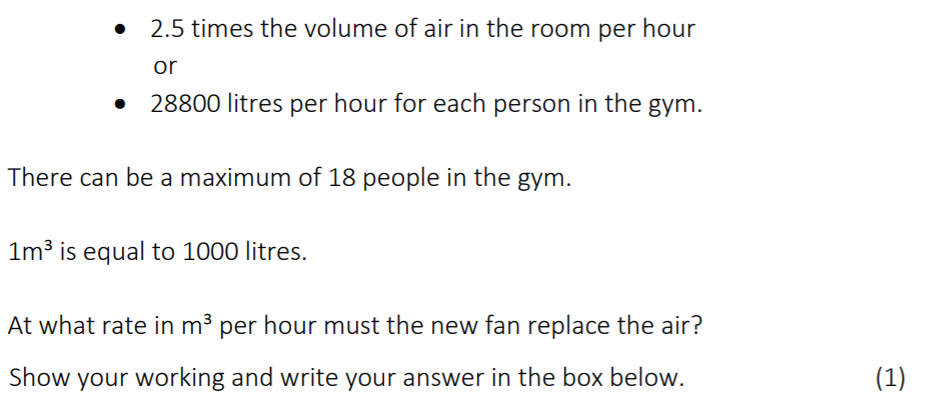 • 2.5 times the volume of air in the room per hour
or
• 28800 litres per hour for each person in the gym.
There can be a maximum of 18 people in the gym.
1m³ is equal to 1000 litres.
At what rate in m³ per hour must the new fan replace the air?
Show your working and write your answer in the box below. (1)